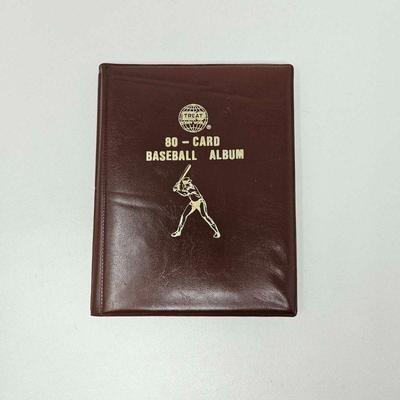 TREAT
®
80 - CARD
BASEBALL ALBUM